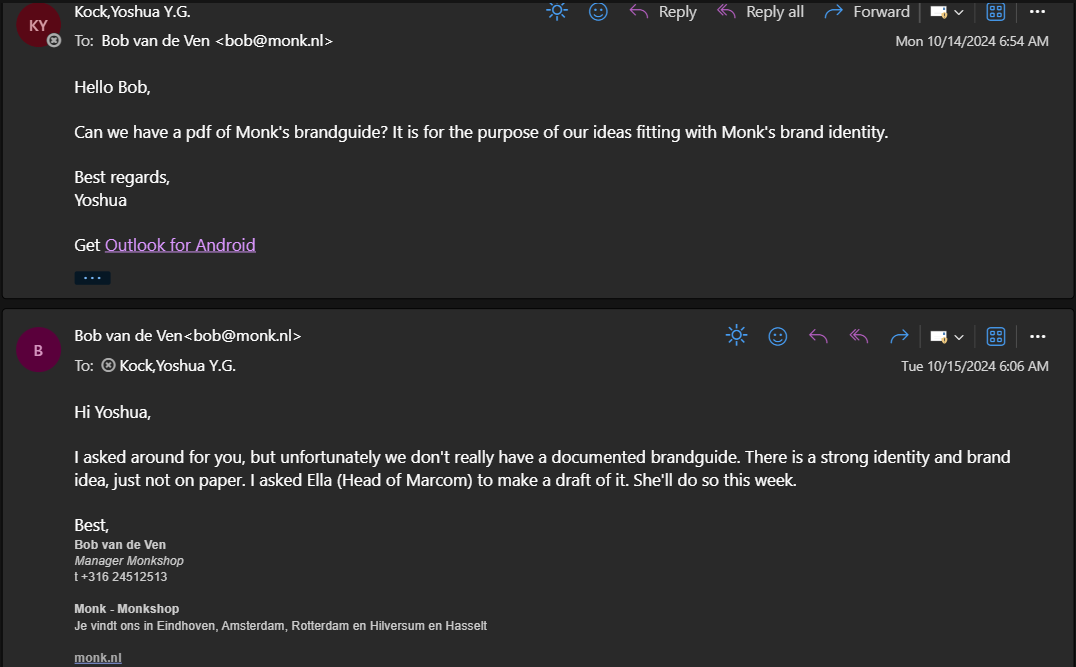 Kock,Yoshua Y.G.
Reply Reply all Forward
KY
To: Bob van de Ven <bob@monk.nl>
Mon 10/14/2024 6:54 AM
Hello Bob,
Can we have a pdf of Monk's brandguide? It is for the purpose of our ideas fitting with Monk's brand identity.
Best regards,
Yoshua
Get Outlook for Android
Bob van de Ven<bob@monk.nl>
B
To: Kock,Yoshua Y.G.
Tue 10/15/2024 6:06 AM
Hi Yoshua,
I asked around for you, but unfortunately we don't really have a documented brandguide. There is a strong identity and brand
idea, just not on paper. I asked Ella (Head of Marcom) to make a draft of it. She'll do so this week.
Best,
Bob van de Ven
Manager Monkshop
t +316 24512513
Monk - Monkshop
Je vindt ons in Eindhoven, Amsterdam, Rotterdam en Hilversum en Hasselt
monk.nl